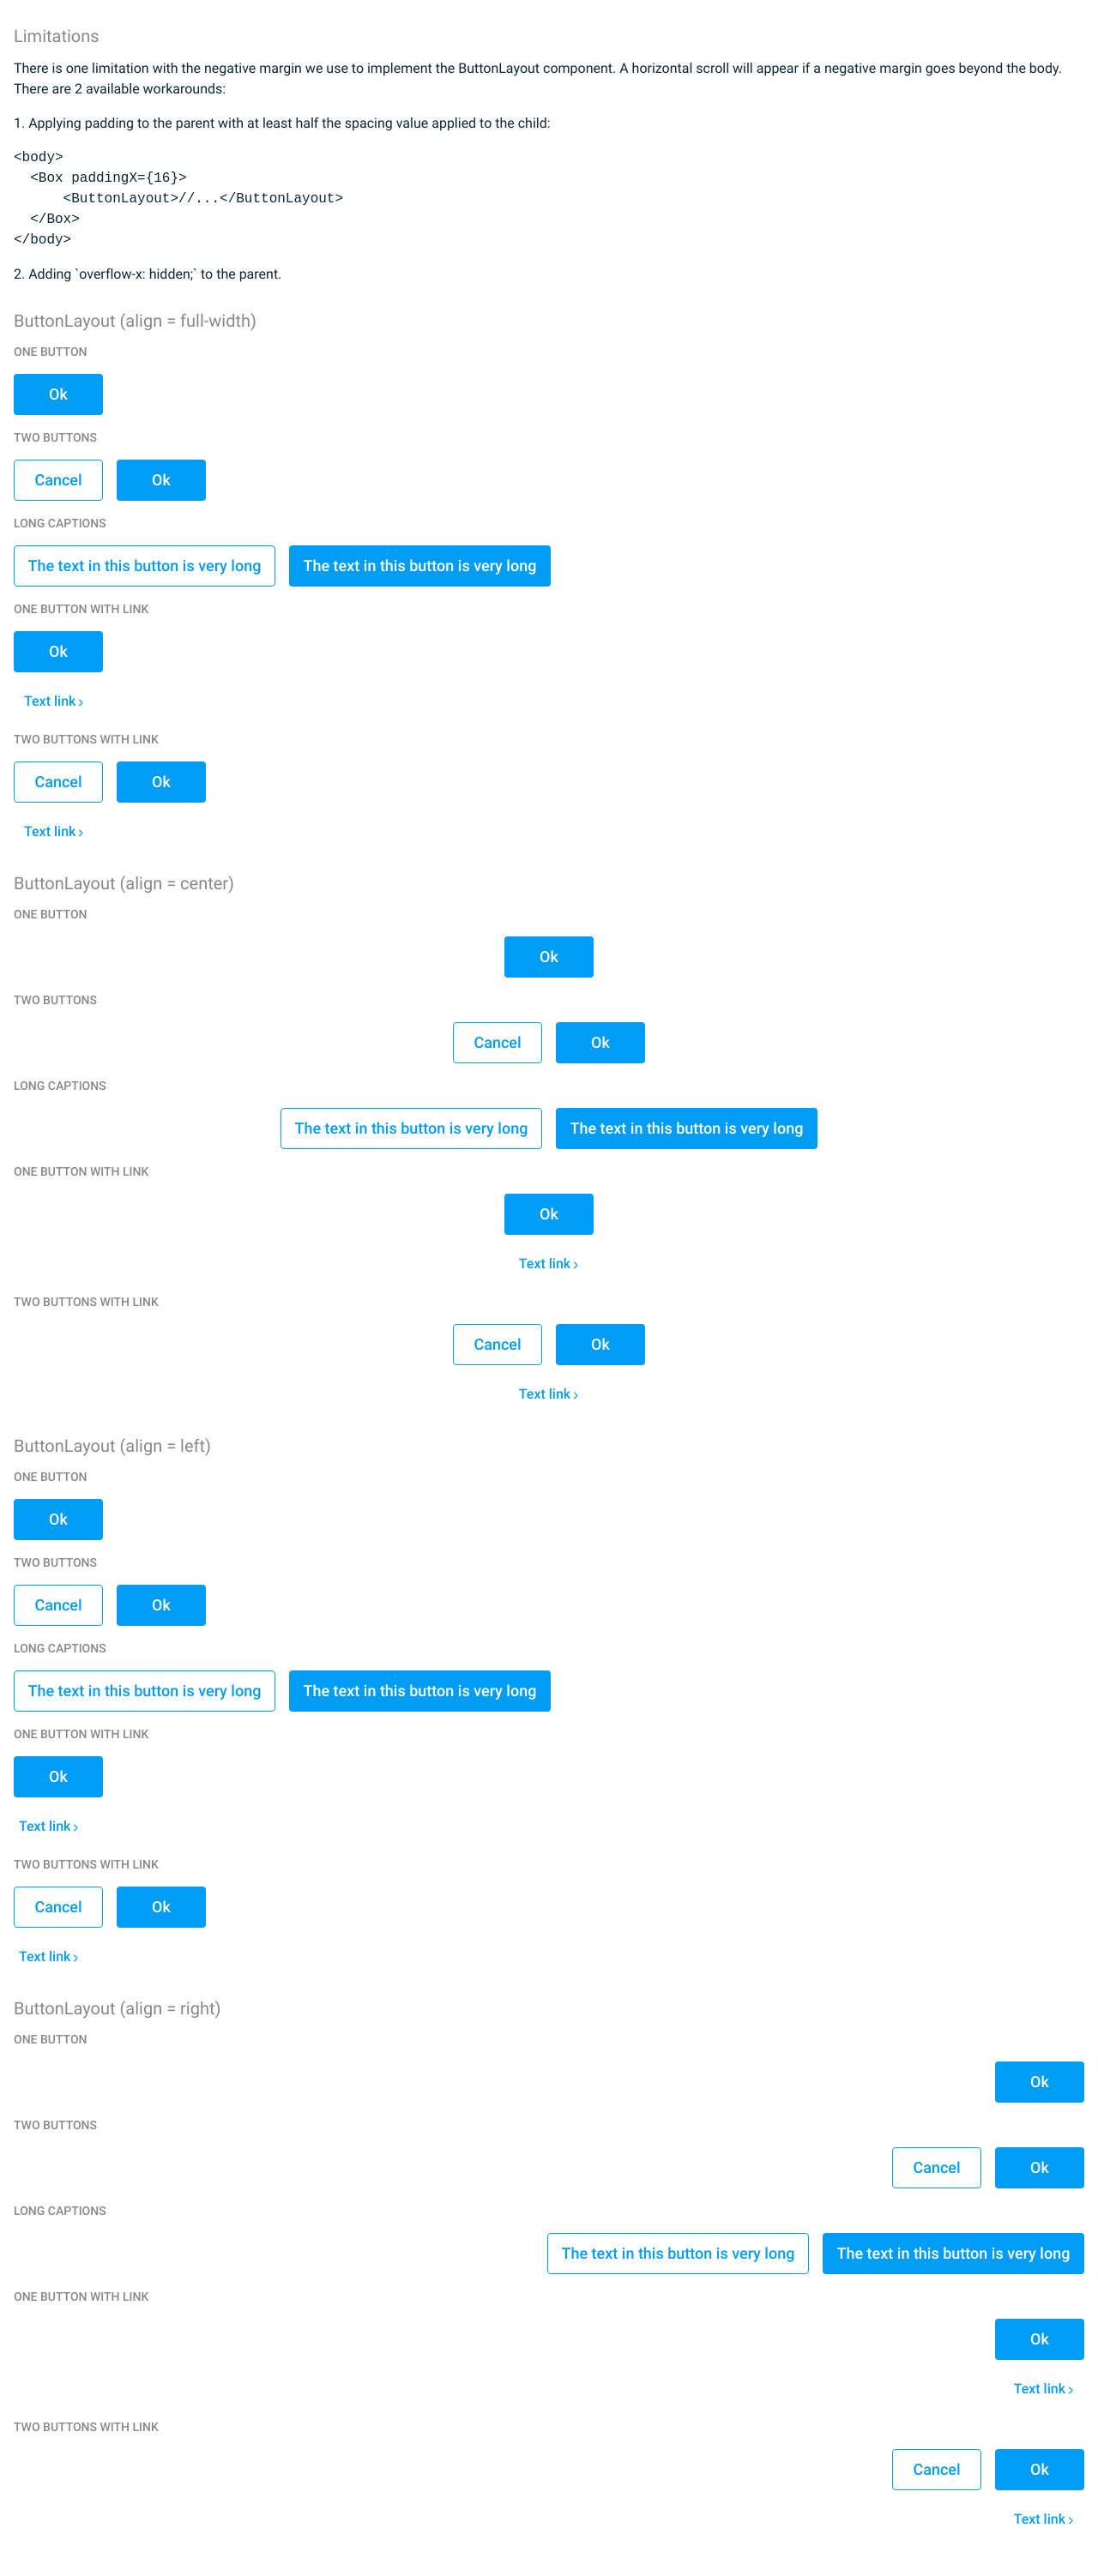 Limitations
There is one limitation with the negative margin we use to implement the ButtonLayout component. A horizontal scroll will appear if a negative margin goes beyond the body.
There are 2 available workarounds:
1. Applying padding to the parent with at least half the spacing value applied to the child:
<body>
  <Box paddingX={16}>
      <ButtonLayout>//...</ButtonLayout>
  </Box>
</body>
2. Adding `overflow-x: hidden;` to the parent.
ButtonLayout (align = full-width)
ONE BUTTON
Ok
TWO BUTTONS
Cancel Ok
LONG CAPTIONS
The text in this button is very long The text in this button is very long
ONE BUTTON WITH LINK
Ok
Text link ›
TWO BUTTONS WITH LINK
Cancel Ok
Text link ›
ButtonLayout (align = center)
ONE BUTTON
Ok
TWO BUTTONS
Cancel Ok
LONG CAPTIONS
The text in this button is very long The text in this button is very long
ONE BUTTON WITH LINK
Ok
Text link ›
TWO BUTTONS WITH LINK
Cancel Ok
Text link ›
ButtonLayout (align = left)
ONE BUTTON
Ok
TWO BUTTONS
Cancel Ok
LONG CAPTIONS
The text in this button is very long The text in this button is very long
ONE BUTTON WITH LINK
Ok
Text link ›
TWO BUTTONS WITH LINK
Cancel Ok
Text link ›
ButtonLayout (align = right)
ONE BUTTON
Ok
TWO BUTTONS
Cancel Ok
LONG CAPTIONS
The text in this button is very long The text in this button is very long
ONE BUTTON WITH LINK
Ok
Text link ›
TWO BUTTONS WITH LINK
Cancel Ok
Text link ›